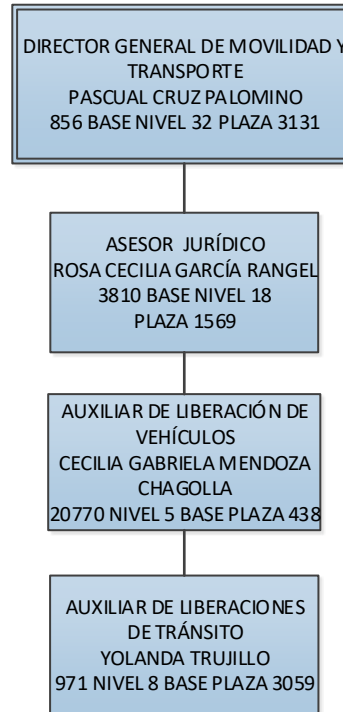 DIRECTOR GENERAL DE MOVILIDAD Y
TRANSPORTE
PASCUAL CRUZ PALOMINO
856 BASE NIVEL 32 PLAZA 3131
ASESOR JURÍDICO
ROSA CECILIA GARCÍA RANGEL
3810 BASE NIVEL 18
PLAZA 1569
AUXILIAR DE LIBERACIÓN DE
VEHÍCULOS
CECILIA GABRIELA MENDOZA
CHAGOLLA
20770 NIVEL 5 BASE PLAZA 438
AUXILIAR DE LIBERACIONES
DE TRÁNSITO
YOLANDA TRUJILLO
971 NIVEL 8 BASE PLAZA 3059